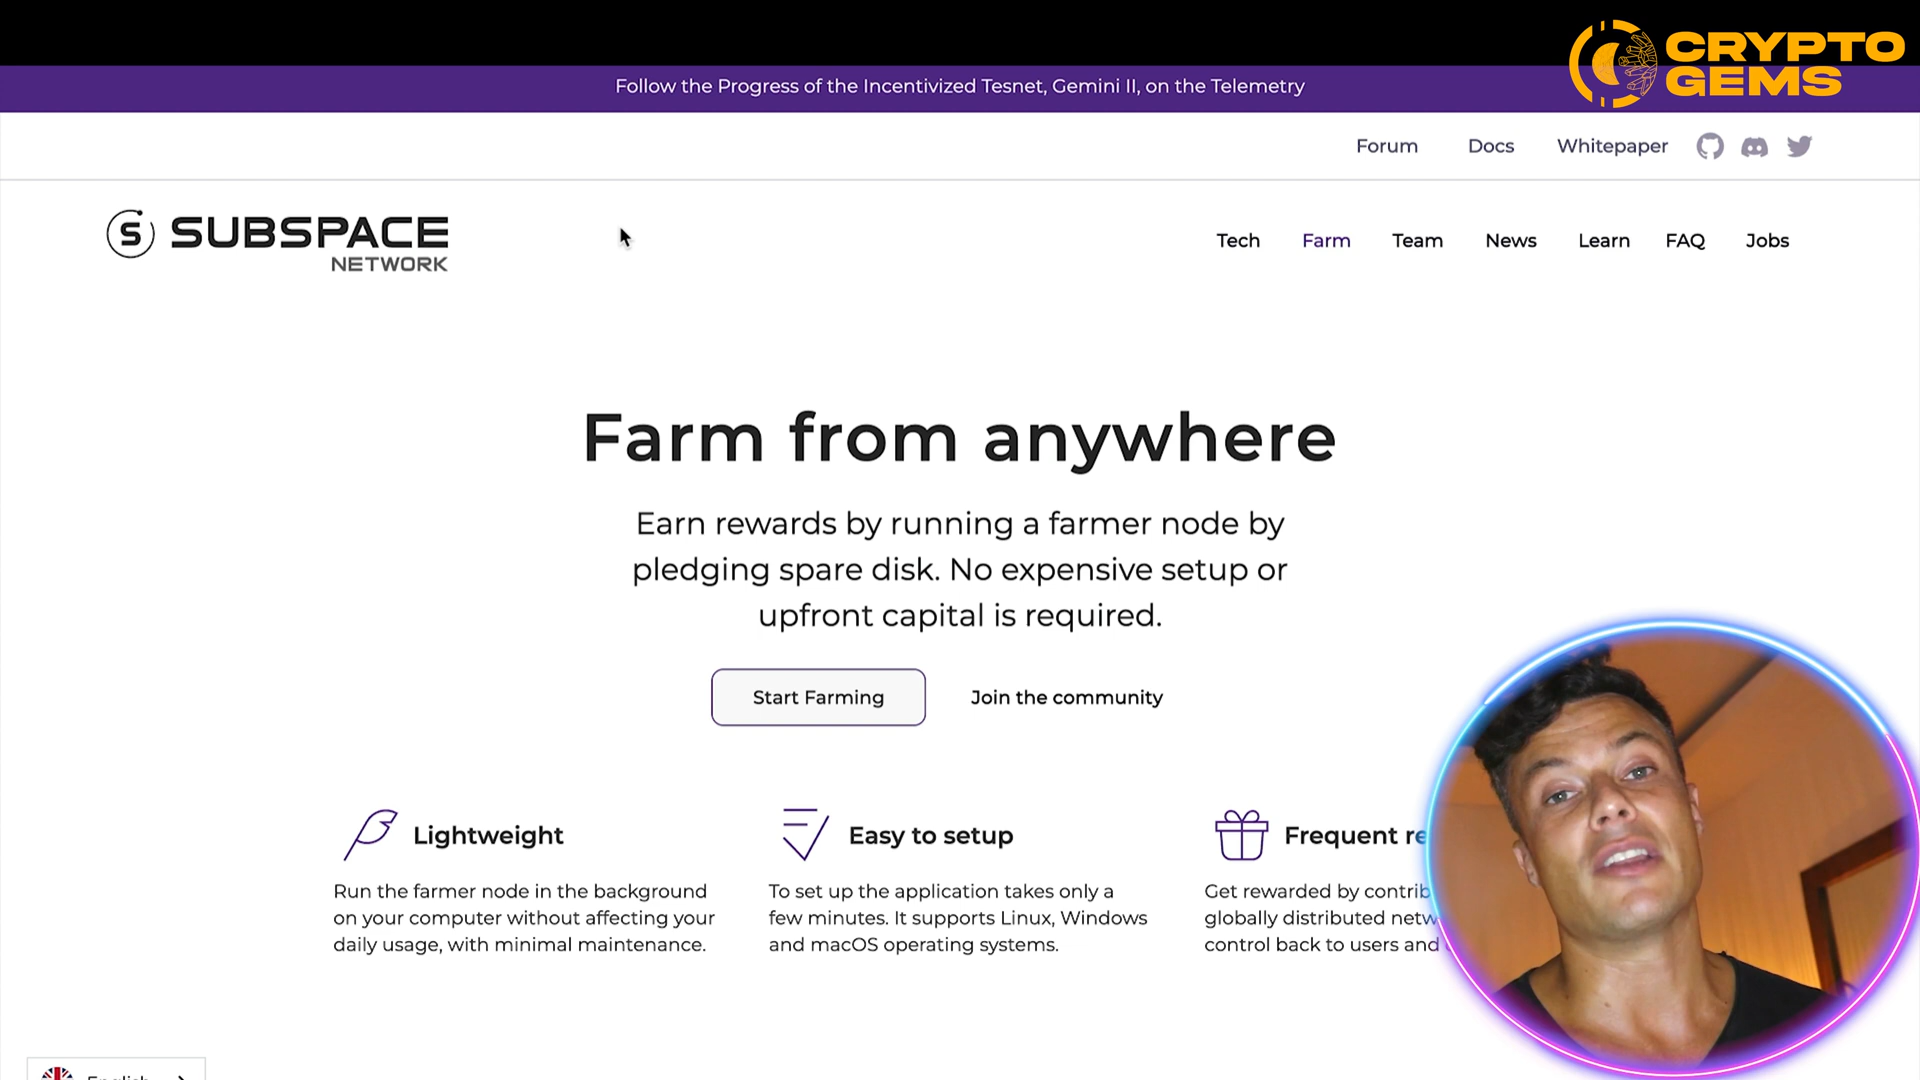 CRYPTO
GEMS
Follow the Progress of the Incentivized Tesnet, Gemini II, on the Telemetry
Forum Docs Whitepaper
S SUBSPACE
NETWORK
Tech Farm Team News Learn FAQ Jobs
Farm from anywhere
Earn rewards by running a farmer node by
pledging spare disk. No expensive setup or
upfront capital is required.
Start Farming Join the community
Lightweight
Run the farmer node in the background
on your computer without affecting your
daily usage, with minimal maintenance.
Easy to setup
To set up the application takes only a
few minutes. It supports Linux, Windows
and macOS operating systems.
Frequent re
Get rewarded by contrib
globally distributed netw
control back to users and
English